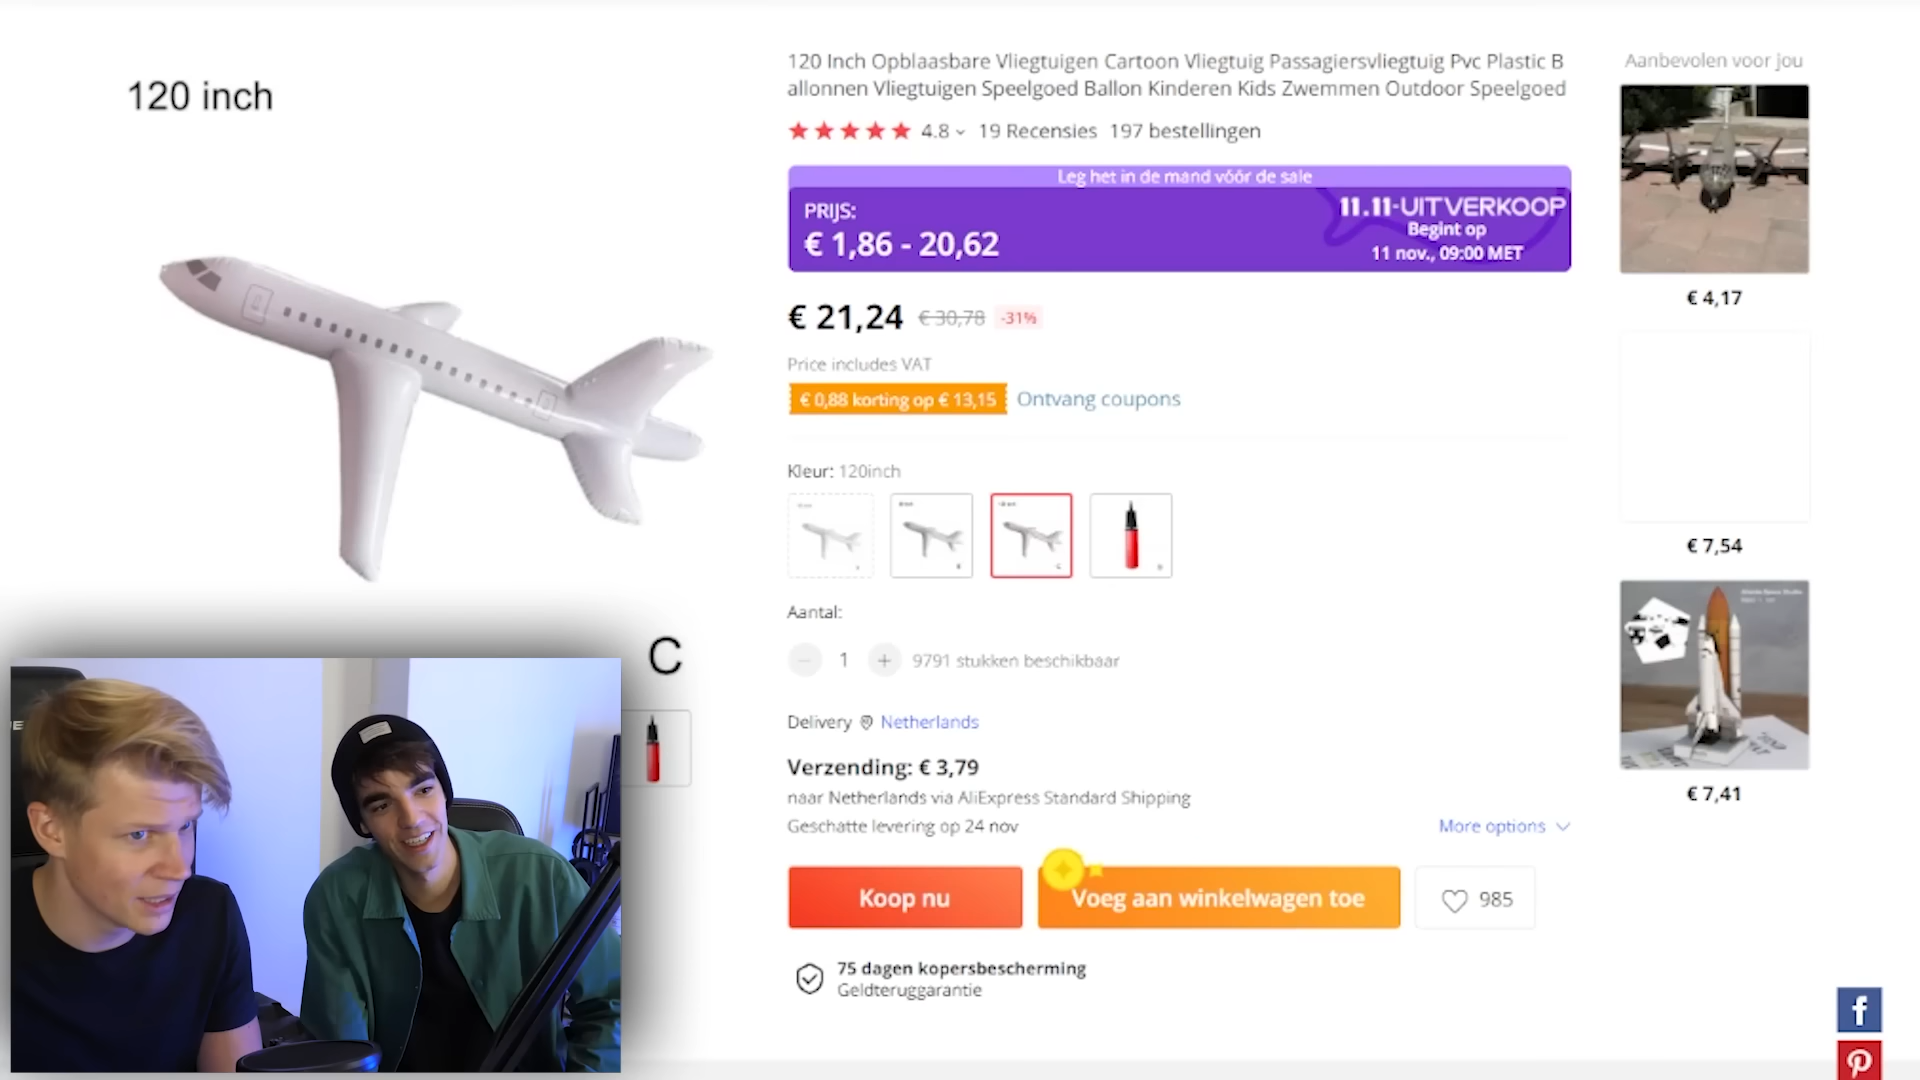 120 inch
C
120 Inch Opblaasbare Vliegtuigen Cartoon Vliegtuig Passagiersvliegtuig Pvc Plastic B
allonnen Vliegtuigen Speelgoed Ballon Kinderen Kids Zwemmen Outdoor Speelgoed
4.8 19 Recensies 197 bestellingen
Leg het in de mand vóór de sale
PRIJS:
€ 1,86 - 20,62
11.11-UITVERKOOP
Begint op
11 nov., 09:00 MET
€ 21,24 € 30,78 -31%
Price includes VAT
€ 0,88 korting op € 13,15 Ontvang coupons
Kleur: 120inch
Aantal:
1 9791 stukken beschikbaar
Delivery Netherlands
Verzending: € 3,79
naar Netherlands via AliExpress Standard Shipping
Geschatte levering op 24 nov
More options
Koop nu
Voeg aan winkelwagen toe
985
75 dagen kopersbescherming
Geldteruggarantie
Aanbevolen voor jou
€ 4,17
€ 7,54
€ 7,41